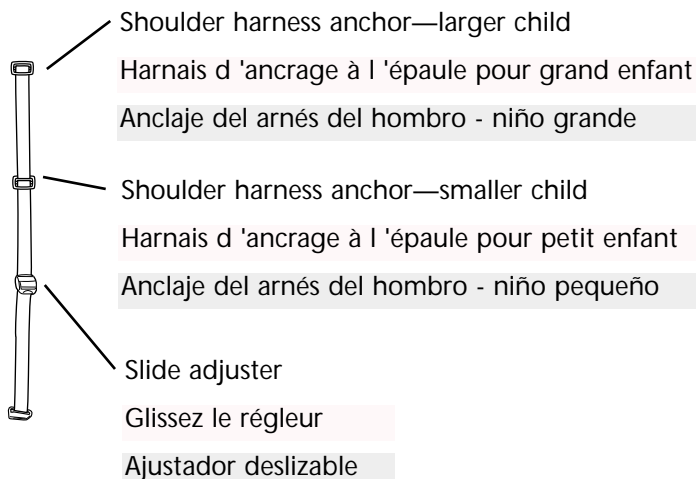 Shoulder harness anchor—larger child
Harnais d 'ancrage à l 'épaule pour grand enfant
Anclaje del arnés del hombro - niño grande
Shoulder harness anchor—smaller child
Harnais d 'ancrage à l 'épaule pour petit enfant
Anclaje del arnés del hombro - niño pequeño
Slide adjuster
Glissez le régleur
Ajustador deslizable